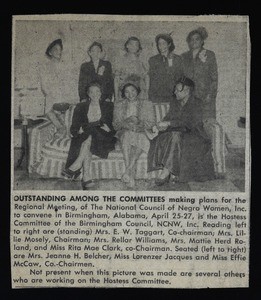 OUTSTANDING AMONG THE COMMITTEES making plans for the
Regional Meeting, of The National Council of Negro Women, Inc.
to convene in Birmingham, Alabama, April 25-27, is the Hostess
Committee of the Birmingham Council, NCNW, Inc. Reading left
to right are (standing) Mrs. E. W. Taggart, Co-chairman; Mrs. Lil-
lie Mosely, Chairman; Mrs. Rellar Williams, Mrs. Mattie Herd Ro-
land, and Miss Rita Mae Clark, co-chairman. Seated (left to right)
are Mrs. Jeanne H. Belcher, Miss Lorenzer Jacques and Miss Effie
McCaw, Co-chairmen.
Not present when this picture was made are several others
who are working on the Hostess Committee.